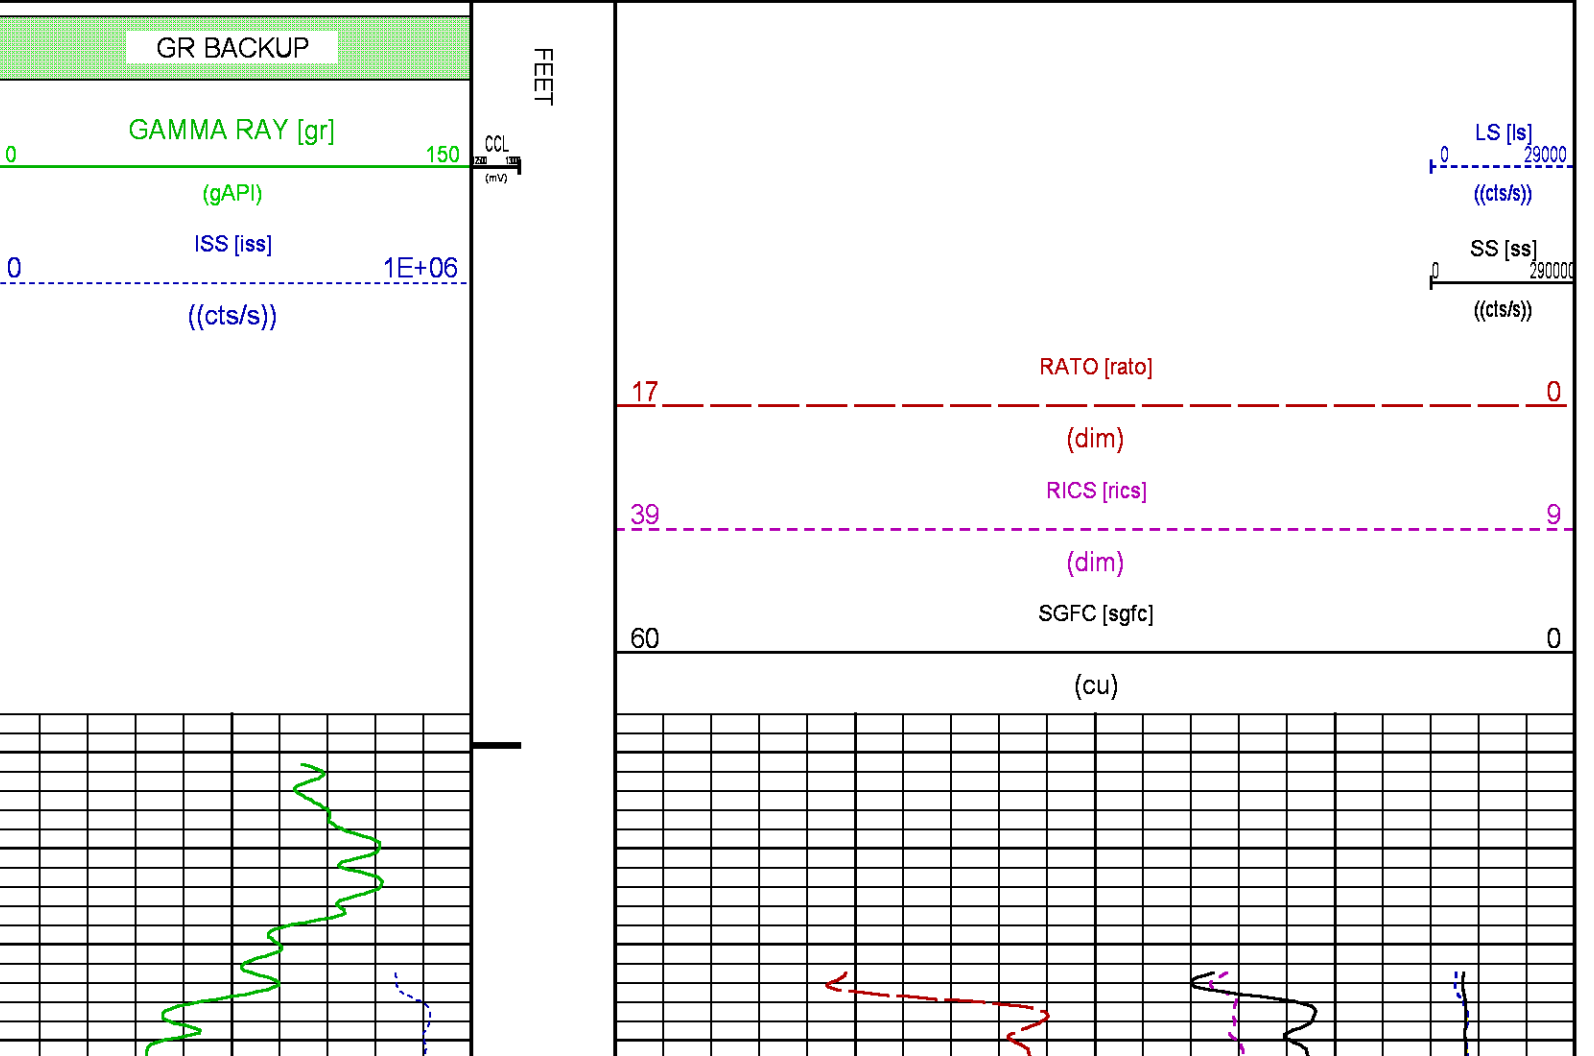 GR BACKUP
FEET
GAMMA RAY [gr]
0 150
(gAPI)
CCL
(mV)
LS [ls]
0 29000
((cts/s))
ISS [iss]
0 1E+06
((cts/s))
SS [ss]
0 290000
((cts/s))
RATO [rato]
17 0
(dim)
RICS [rics]
39 9
(dim)
SGFC [sgfc]
60 0
(cu)